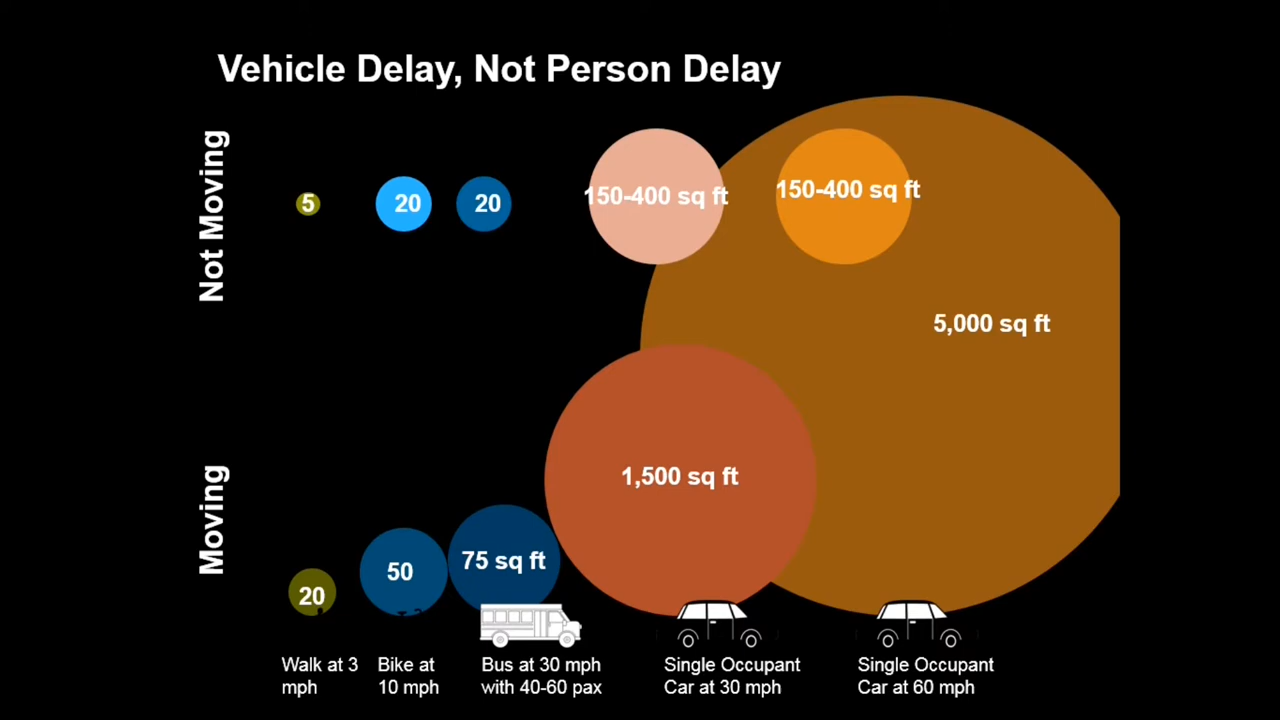 Vehicle Delay, Not Person Delay
Not Moving
5
20
20
150-400 sq ft
150-400 sq ft
5,000 sq ft
Moving
1,500 sq ft
20
50
75 sq ft
Walk at 3
mph
Bike at
10 mph
Bus at 30 mph
with 40-60 pax
Single Occupant
Car at 30 mph
Single Occupant
Car at 60 mph